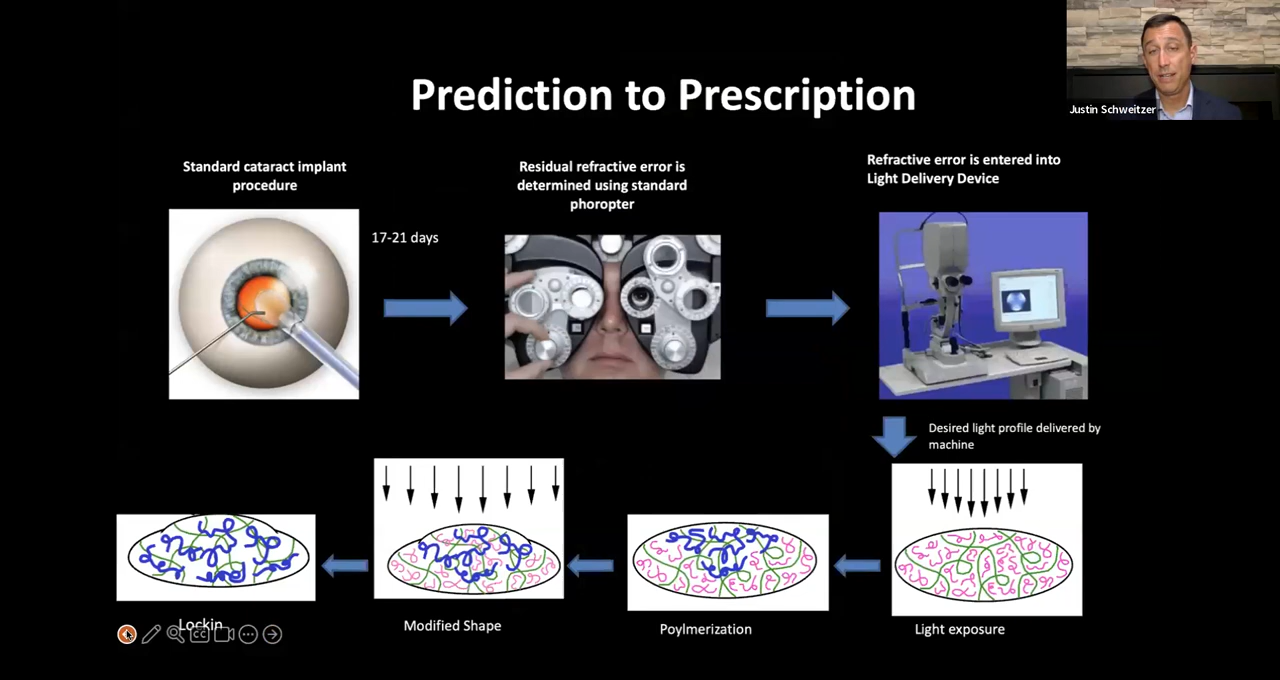 Prediction to Prescription
Justin Schweitzer
Standard cataract implant
procedure
17-21 days
Residual refractive error is
determined using standard
phoropter
Refractive error is entered into
Light Delivery Device
Desired light profile delivered by
machine
Lockin
Modified Shape
Poylmerization
Light exposure
CC